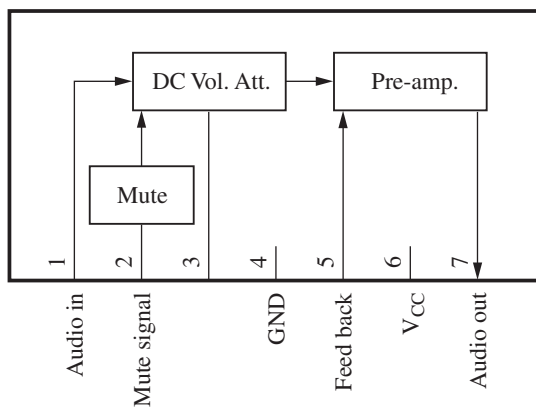 DC Vol. Att.
Pre-amp.
Mute
1
2
3
4
5
6
7
Audio in
Mute signal
GND
Feed back
VCC
Audio out